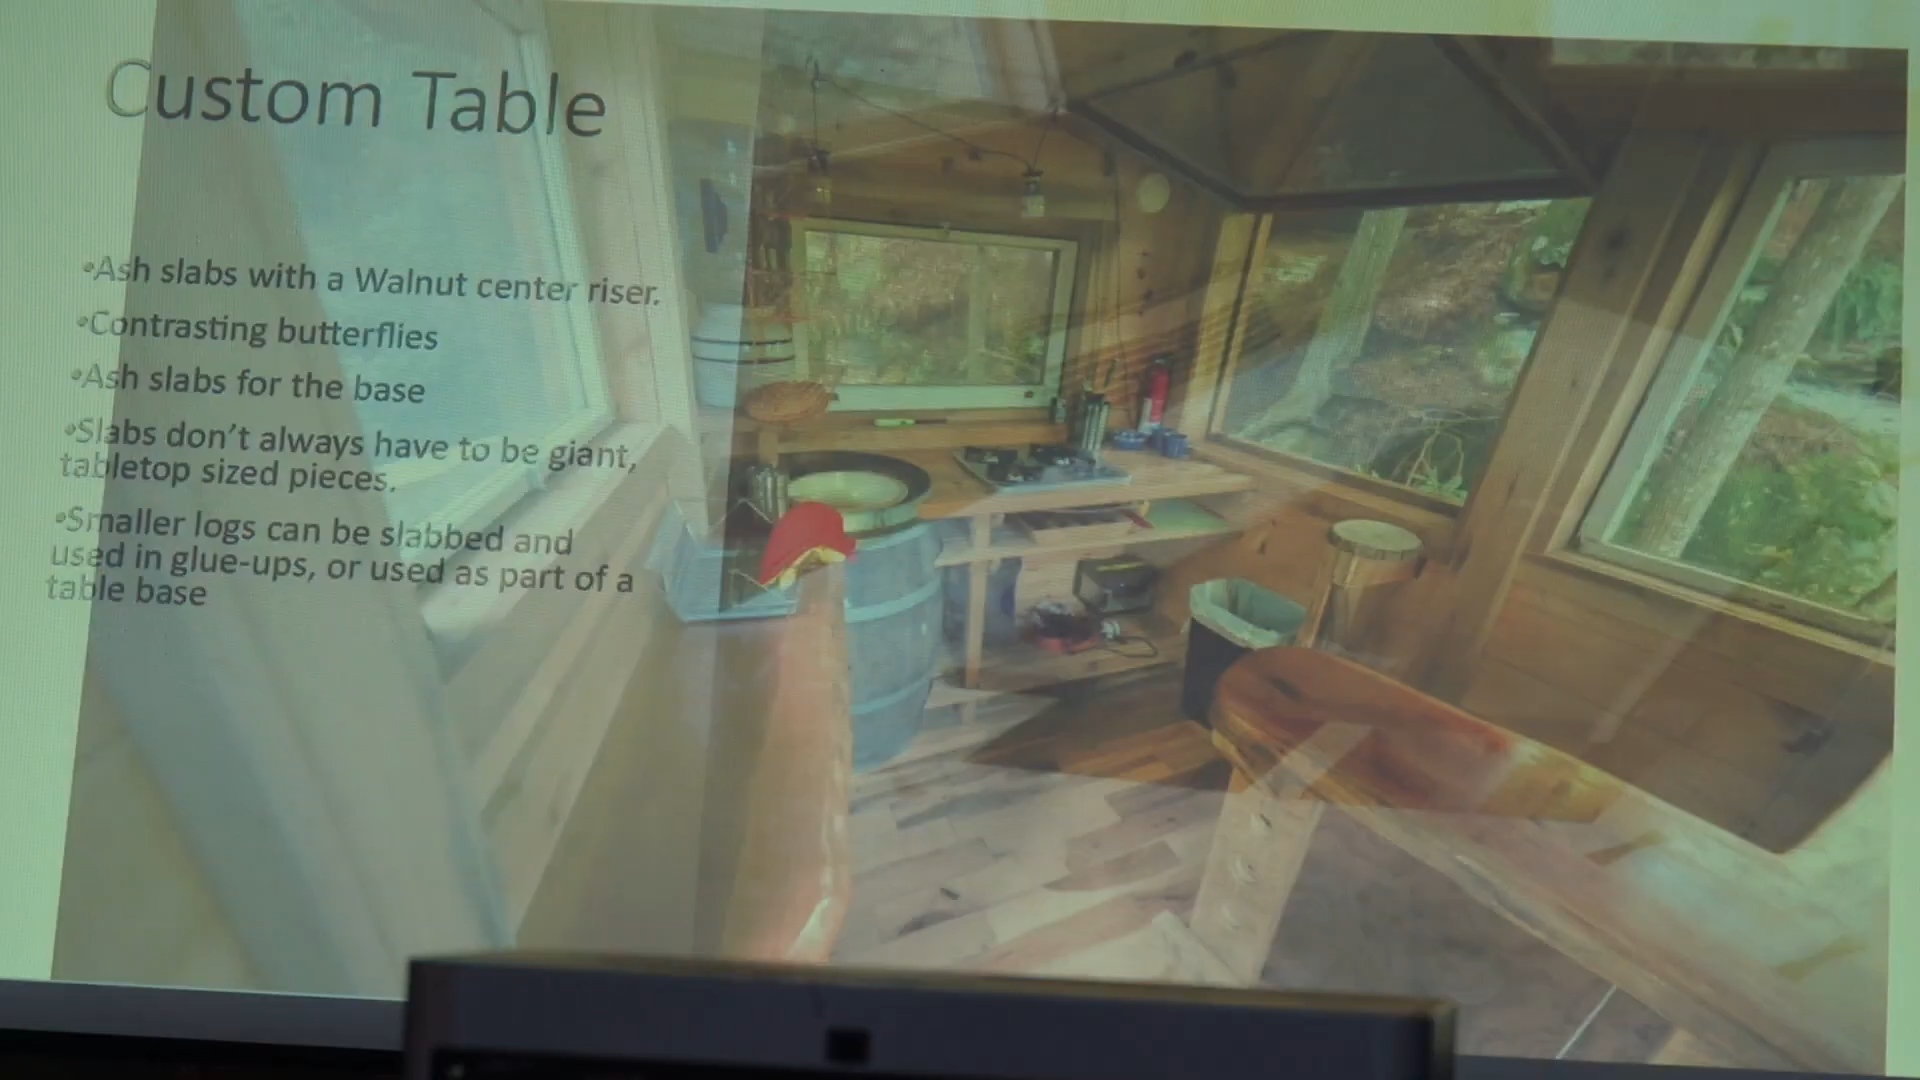 Custom Table
•Ash slabs with a Walnut center riser.
•Contrasting butterflies
•Ash slabs for the base
•Slabs don't always have to be giant,
tabletop sized pieces.
•Smaller logs can be slabbed and
used in glue-ups, or used as part of a
table base